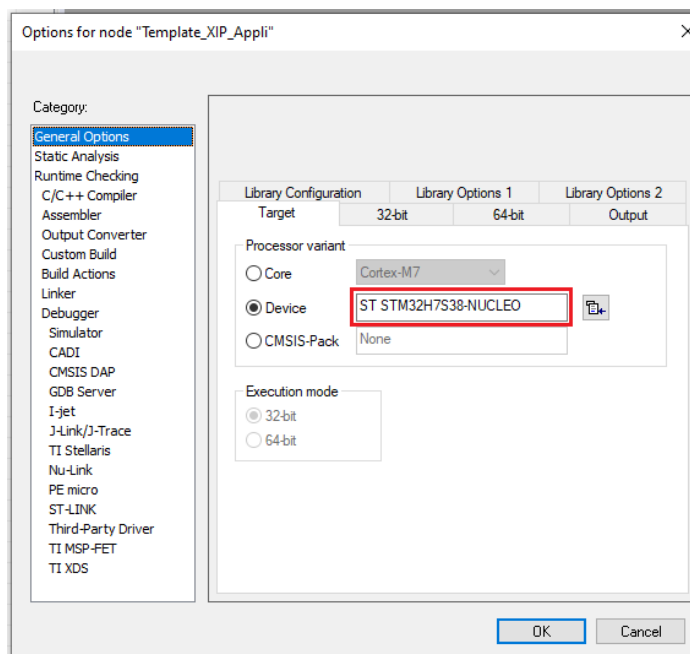 Options for node "Template_XIP_Appli"
Category:
General Options
Static Analysis
Runtime Checking
C/C++ Compiler
Assembler
Output Converter
Custom Build
Build Actions
Linker
Debugger
Simulator
CADI
CMSIS DAP
GDB Server
I-jet
J-Link/J-Trace
TI Stellaris
Nu-Link
PE micro
ST-LINK
Third-Party Driver
TI MSP-FET
TI XDS
Library Configuration Library Options 1 Library Options 2
Target 32-bit 64-bit Output
Processor variant
Core Cortex-M7
Device ST STM32H7S38-NUCLEO
CMSIS-Pack None
Execution mode
32-bit
64-bit
OK Cancel